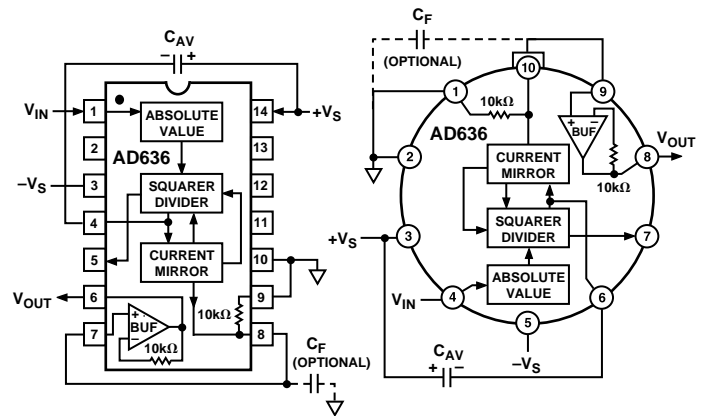 CAV
− +
VIN
1
14
+VS
ABSOLUTE
VALUE
2
13
AD636
−VS
3
SQUARER
DIVIDER
12
4
11
5
CURRENT
MIRROR
10
VOUT
6
9
10kΩ
+
BUF
−
7
10kΩ
8
CF
(OPTIONAL)
CF
(OPTIONAL)
10
1
9
10kΩ
AD636
+ −
BUF
VOUT
2
8
CURRENT
MIRROR
10kΩ
+VS
3
SQUARER
DIVIDER
7
VIN
4
ABSOLUTE
VALUE
6
5
−VS
CAV
+ −